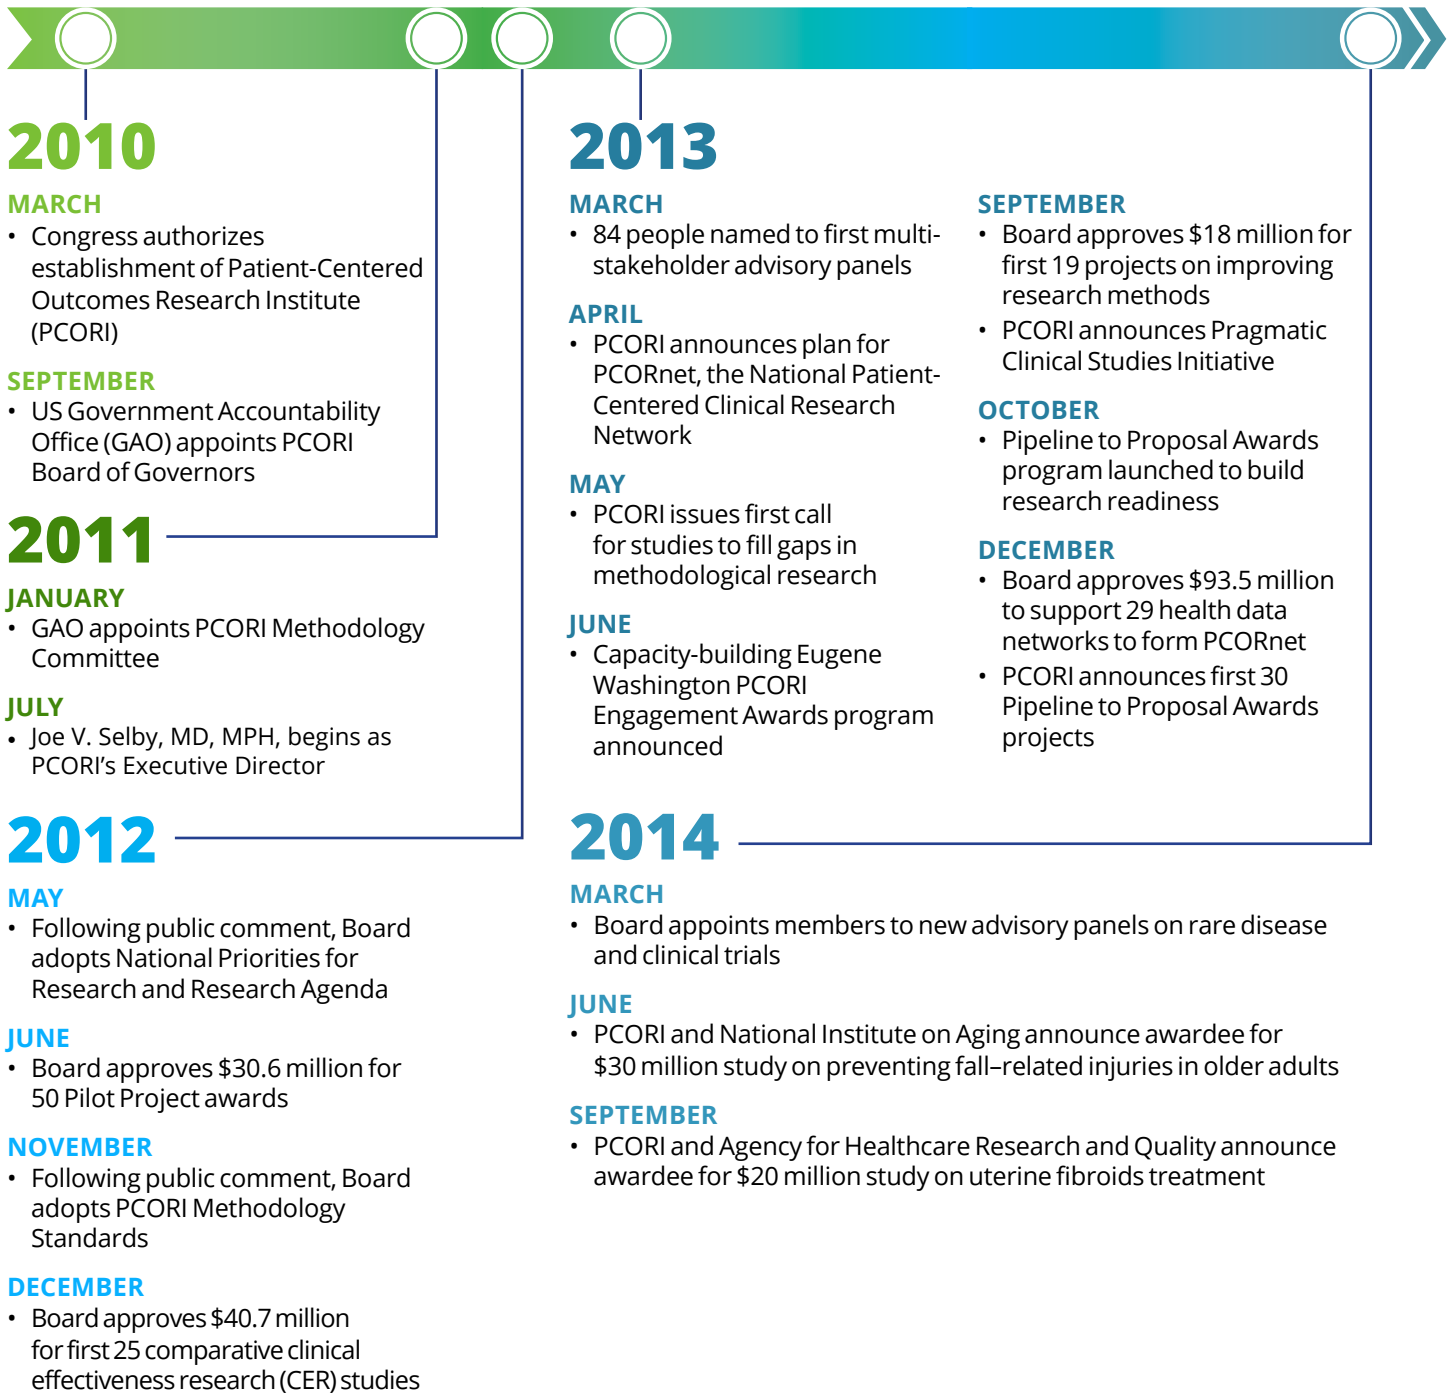 2010
MARCH
• Congress authorizes
establishment of Patient-Centered
Outcomes Research Institute
(PCORI)
SEPTEMBER
• US Government Accountability
Office (GAO) appoints PCORI
Board of Governors
2011
JANUARY
• GAO appoints PCORI Methodology
Committee
JULY
• Joe V. Selby, MD, MPH, begins as
PCORI’s Executive Director
2012
MAY
• Following public comment, Board
adopts National Priorities for
Research and Research Agenda
JUNE
• Board approves $30.6 million for
50 Pilot Project awards
NOVEMBER
• Following public comment, Board
adopts PCORI Methodology
Standards
DECEMBER
• Board approves $40.7 million
for first 25 comparative clinical
effectiveness research (CER) studies
2013
MARCH
• 84 people named to first multi-
stakeholder advisory panels
APRIL
• PCORI announces plan for
PCORnet, the National Patient-
Centered Clinical Research
Network
MAY
• PCORI issues first call
for studies to fill gaps in
methodological research
JUNE
• Capacity-building Eugene
Washington PCORI
Engagement Awards program
announced
SEPTEMBER
• Board approves $18 million for
first 19 projects on improving
research methods
• PCORI announces Pragmatic
Clinical Studies Initiative
OCTOBER
• Pipeline to Proposal Awards
program launched to build
research readiness
DECEMBER
• Board approves $93.5 million
to support 29 health data
networks to form PCORnet
• PCORI announces first 30
Pipeline to Proposal Awards
projects
2014
MARCH
• Board appoints members to new advisory panels on rare disease
and clinical trials
JUNE
• PCORI and National Institute on Aging announce awardee for
$30 million study on preventing fall–related injuries in older adults
SEPTEMBER
• PCORI and Agency for Healthcare Research and Quality announce
awardee for $20 million study on uterine fibroids treatment